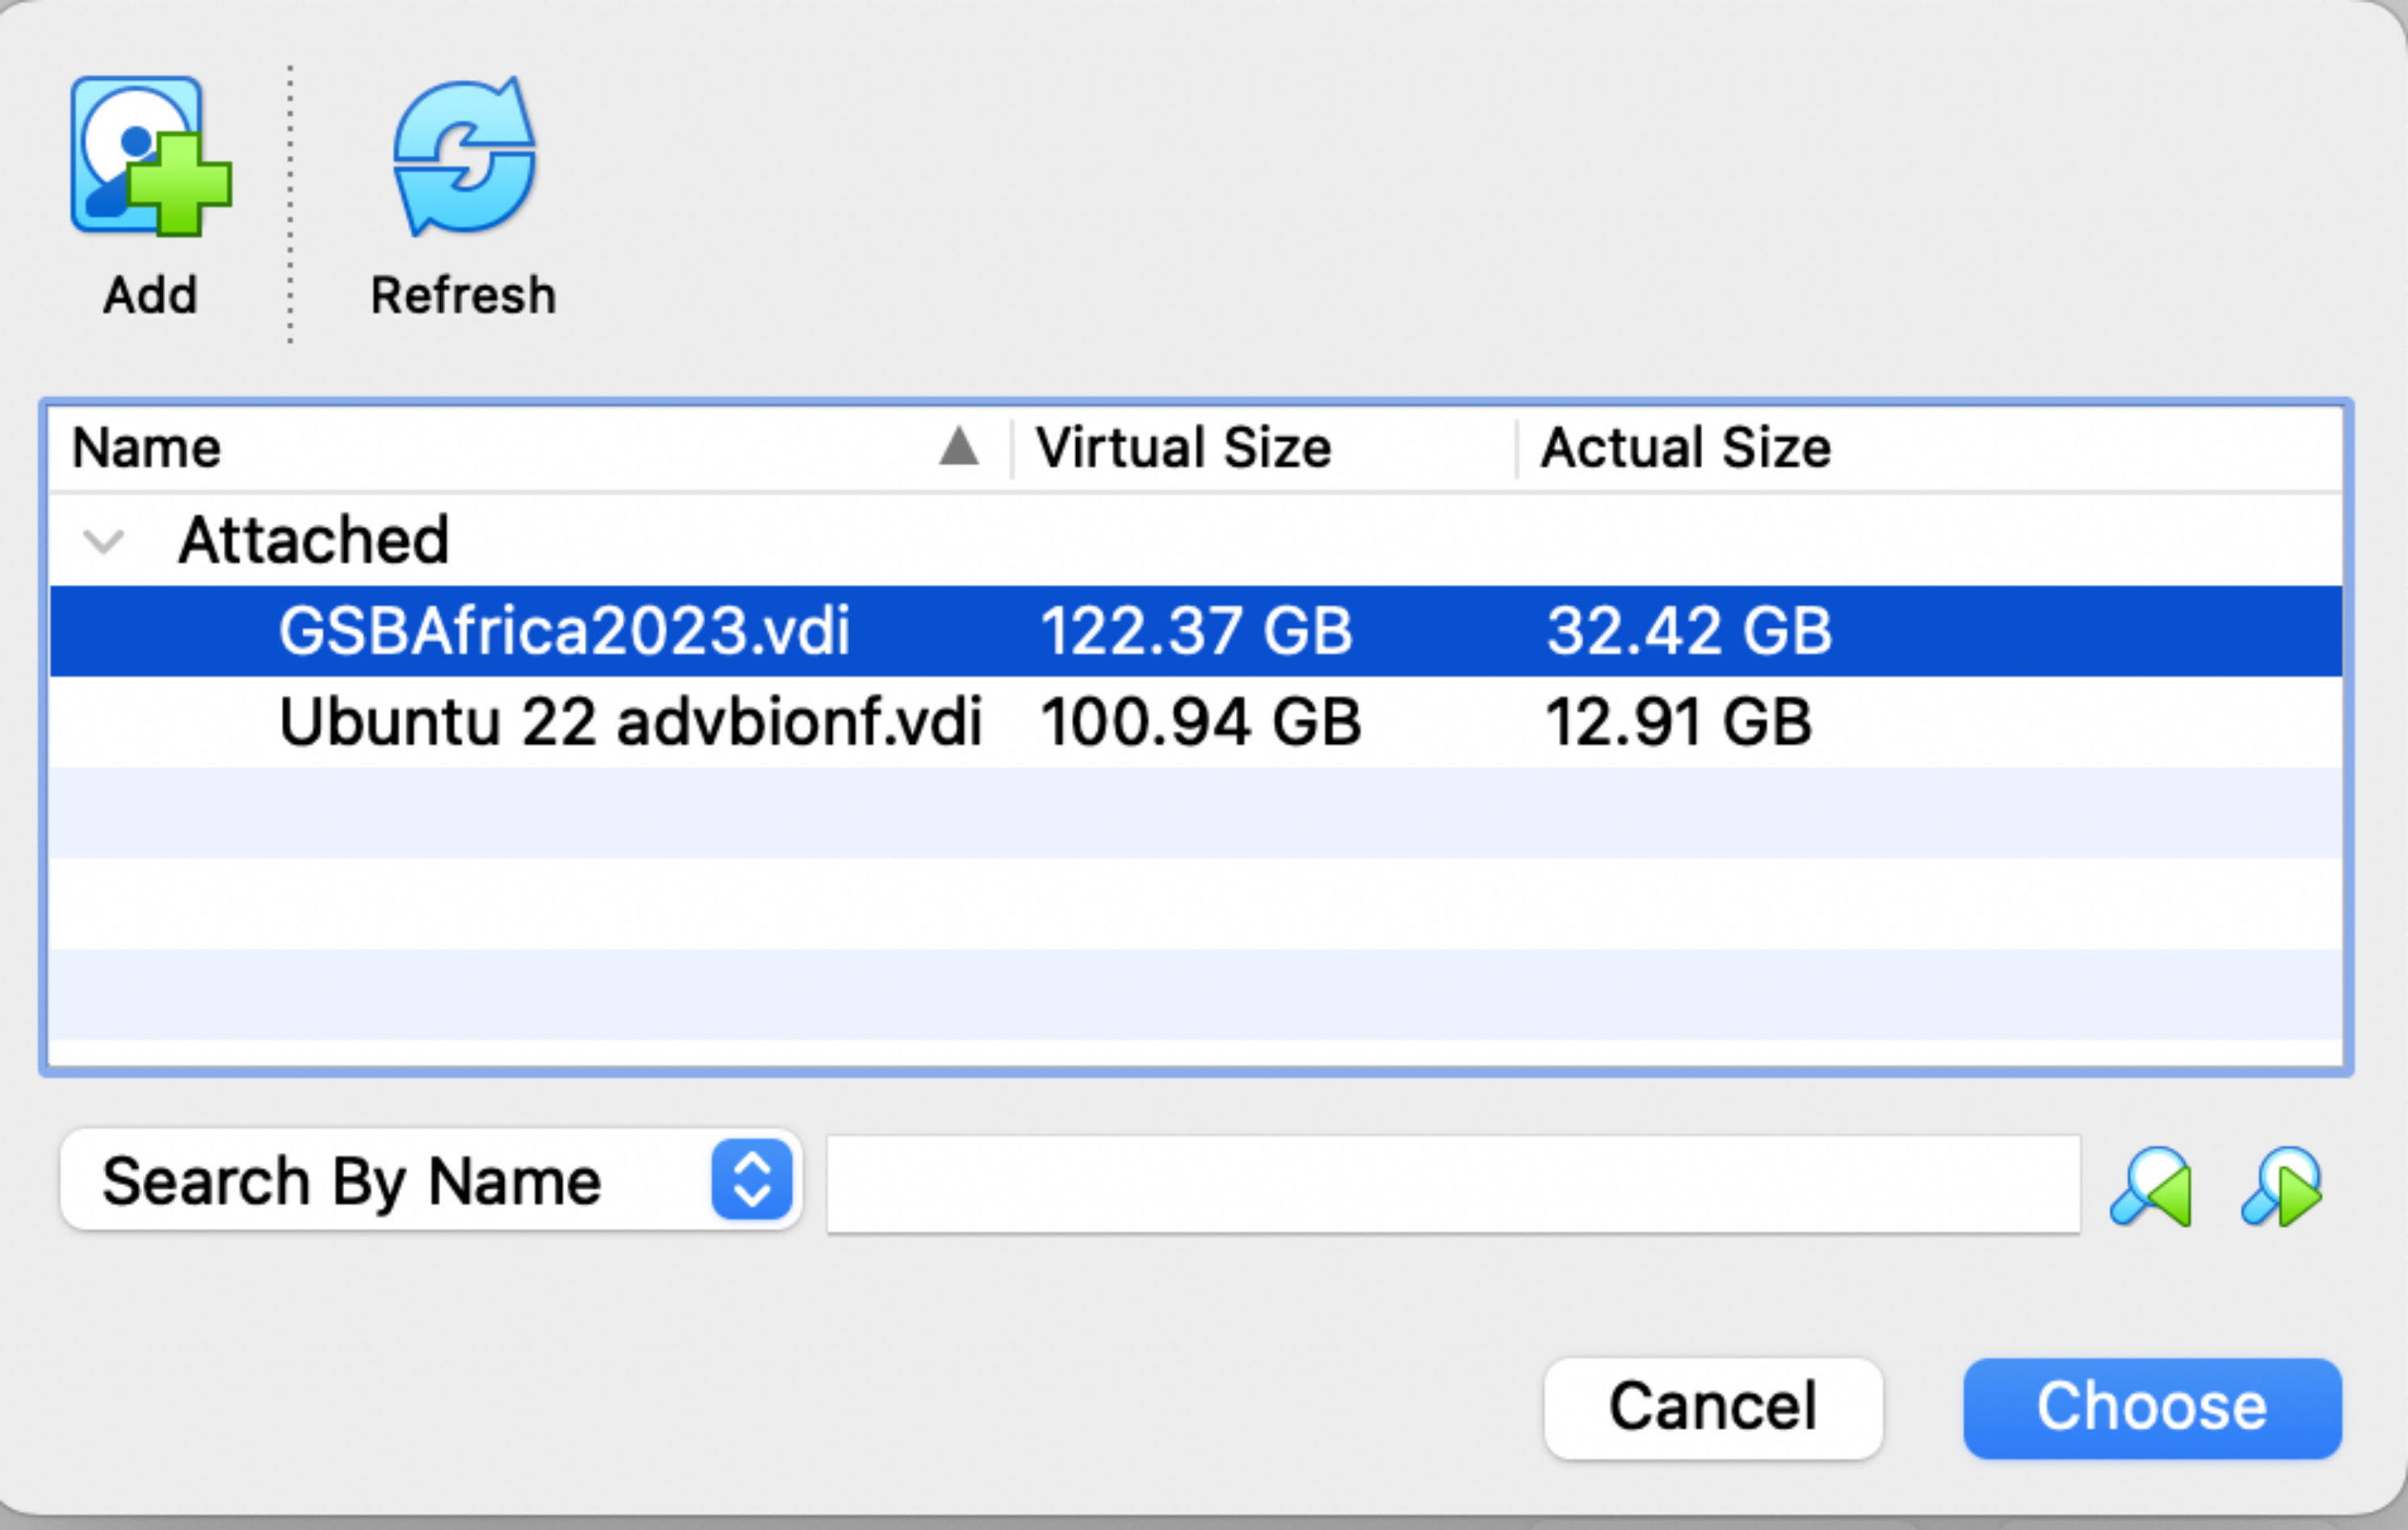 Add
Refresh
Name Virtual Size Actual Size
Attached
GSBAfrica2023.vdi 122.37 GB 32.42 GB
Ubuntu 22 advbionf.vdi 100.94 GB 12.91 GB
Search By Name
Cancel
Choose